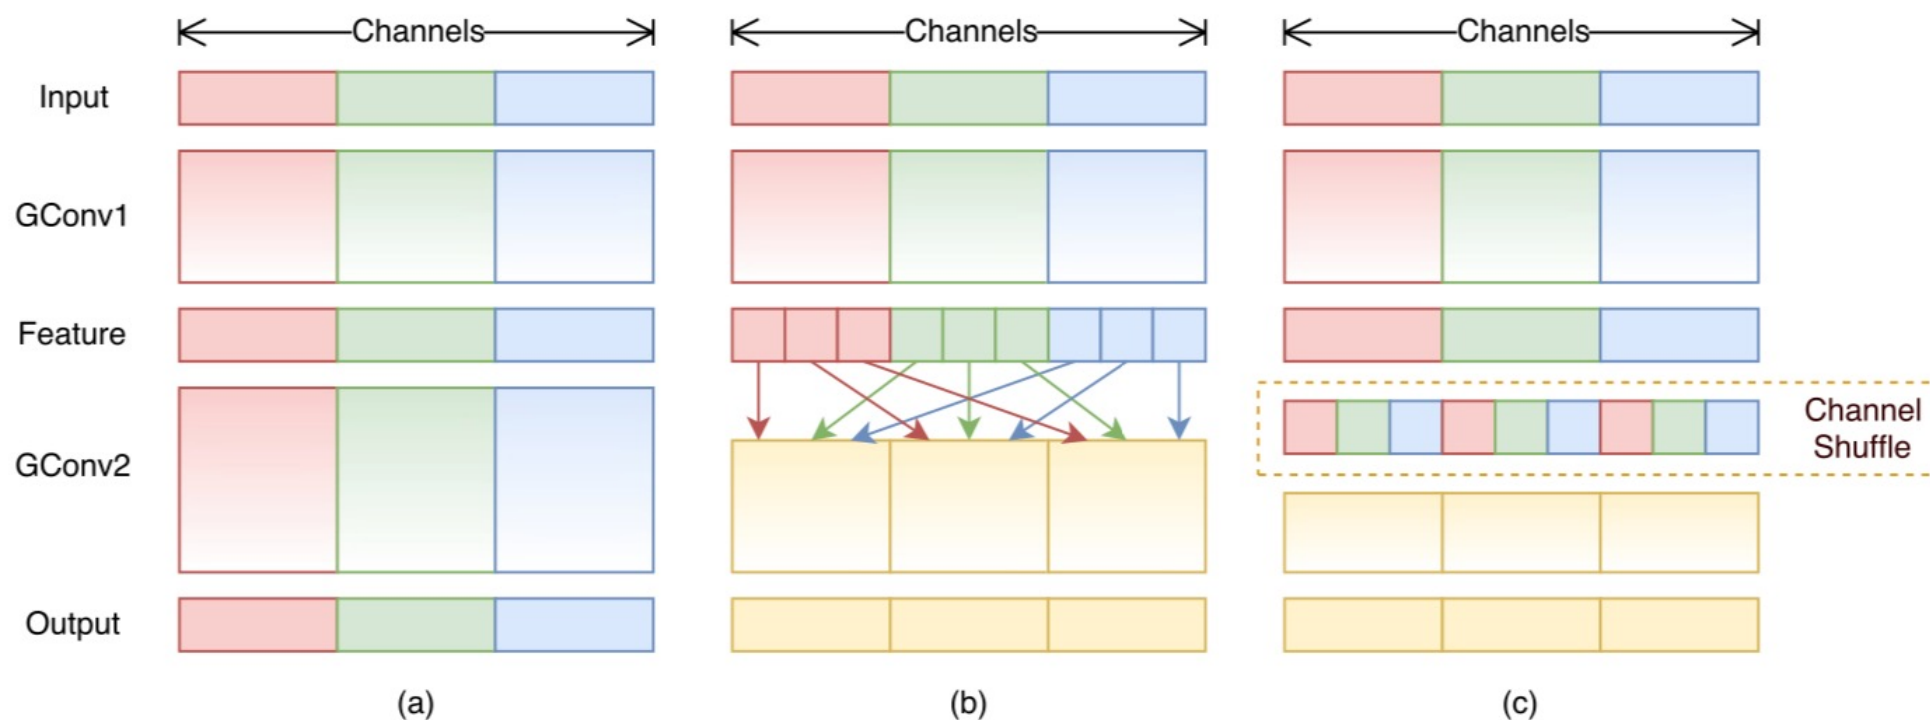 Channels
Channels
Channels
Input
GConv1
Feature
Channel
Shuffle
GConv2
Output
(a)
(b)
(c)